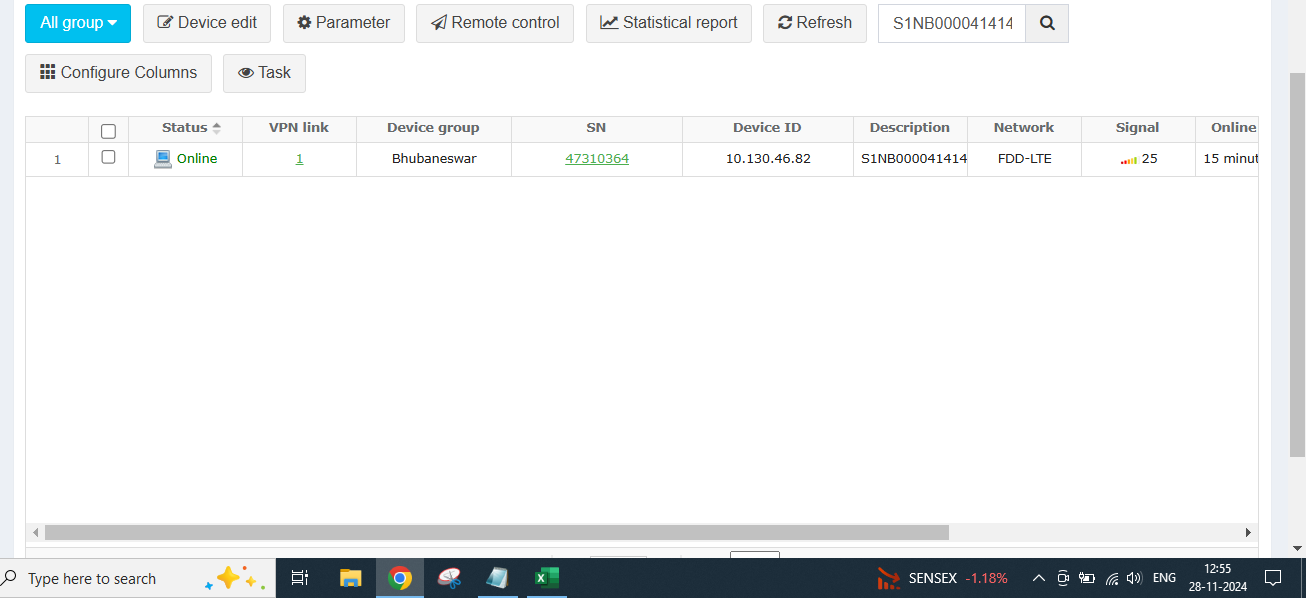 All group Device edit Parameter Remote control Statistical report Refresh S1NB000041414
Configure Columns Task
Status VPN link Device group SN Device ID Description Network Signal Online
1 Online 1 Bhubaneswar 47310364 10.130.46.82 S1NB000041414 FDD-LTE 25 15 minut
Type here to search SENSEX -1.18% ENG 12:55
28-11-2024